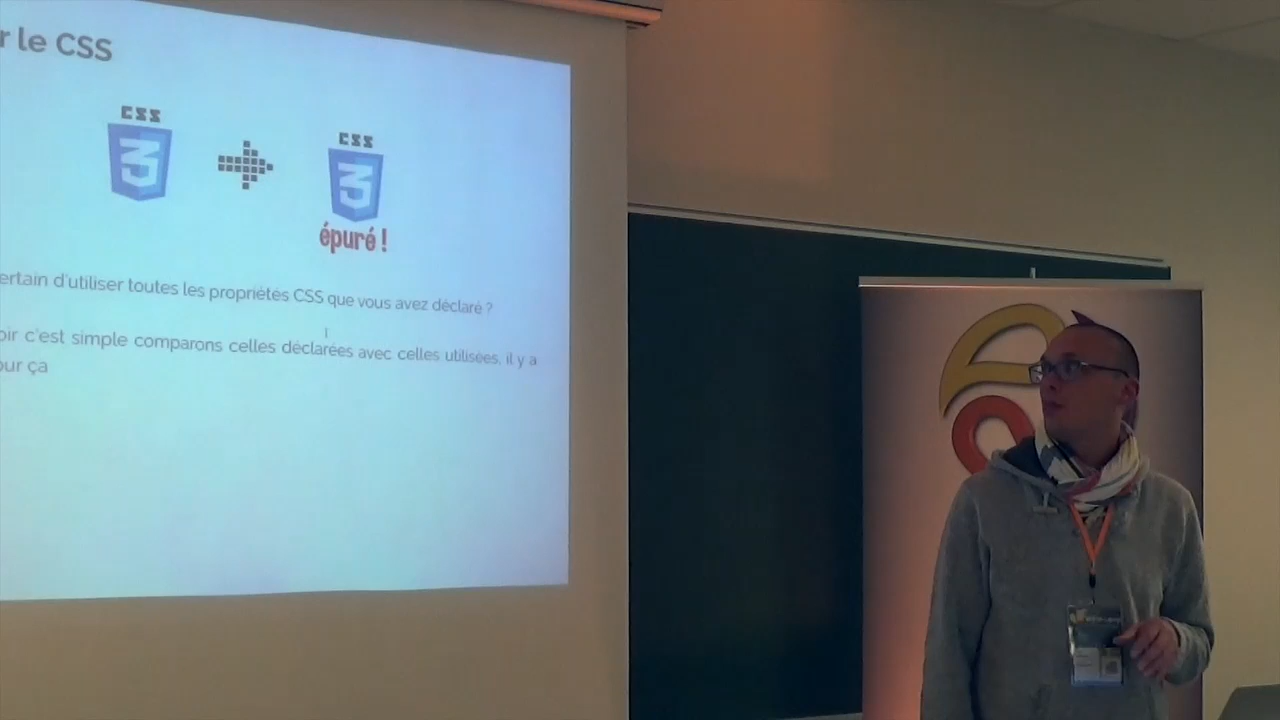 r le CSS
CSS
3
CSS
3
épuré !
ertain d'utiliser toutes les propriétés CSS que vous avez déclaré ?
oir c'est simple comparons celles déclarées avec celles utilisées, il y a
our ça